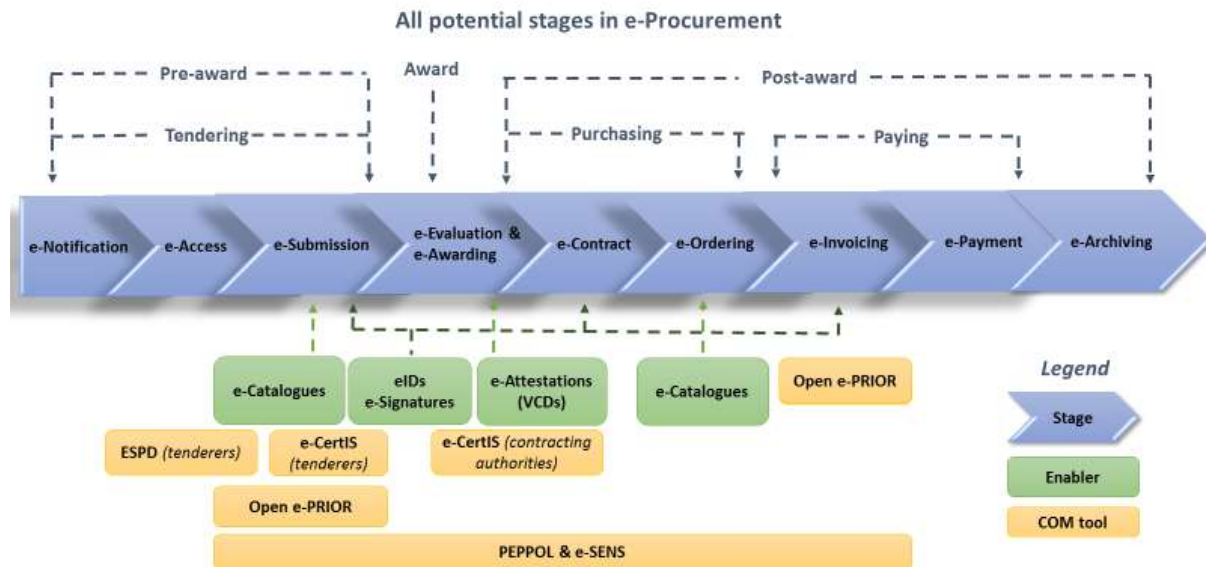 All potential stages in e-Procurement
Pre-award
Award
Post-award
Tendering
Purchasing
Paying
e-Notification
e-Access
e-Submission
e-Evaluation &
e-Awarding
e-Contract
e-Ordering
e-Invoicing
e-Payment
e-Archiving
e-Catalogues
eIDs
e-Signatures
e-Attestations
(VCDs)
e-Catalogues
Open e-PRIOR
Legend
Stage
ESPD (tenderers)
e-CertIS
(tenderers)
e-CertIS (contracting
authorities)
Enabler
Open e-PRIOR
COM tool
PEPPOL & e-SENS